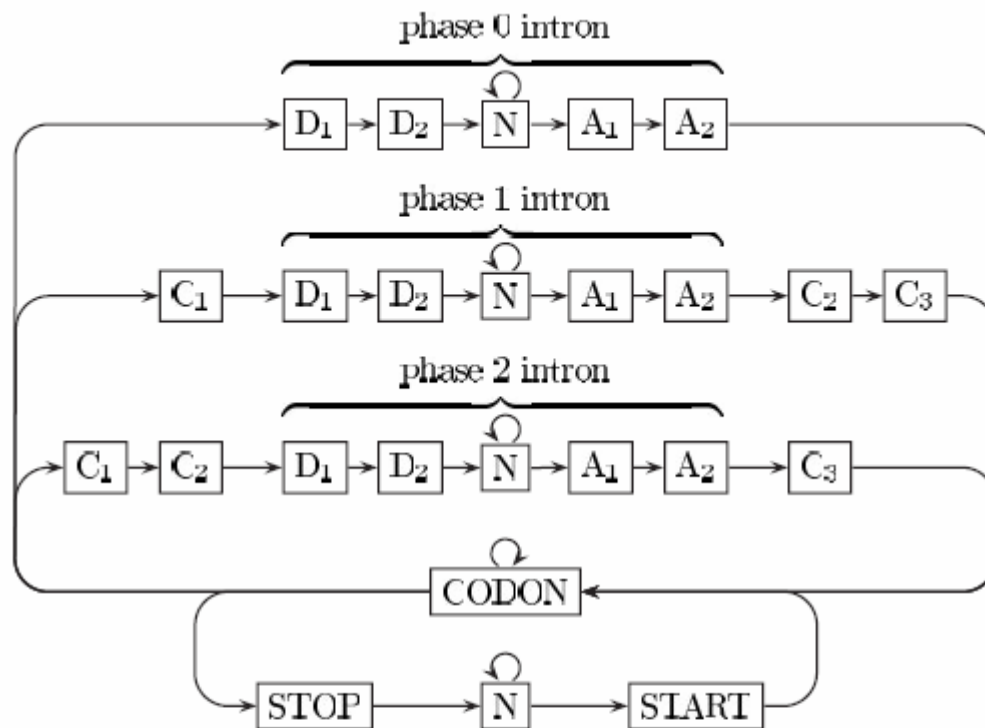 phase 0 intron
D₁ D₂ N A₁ A₂
phase 1 intron
C₁ D₁ D₂ N A₁ A₂ C₂ C₃
phase 2 intron
C₁ C₂ D₁ D₂ N A₁ A₂ C₃
CODON
STOP N START